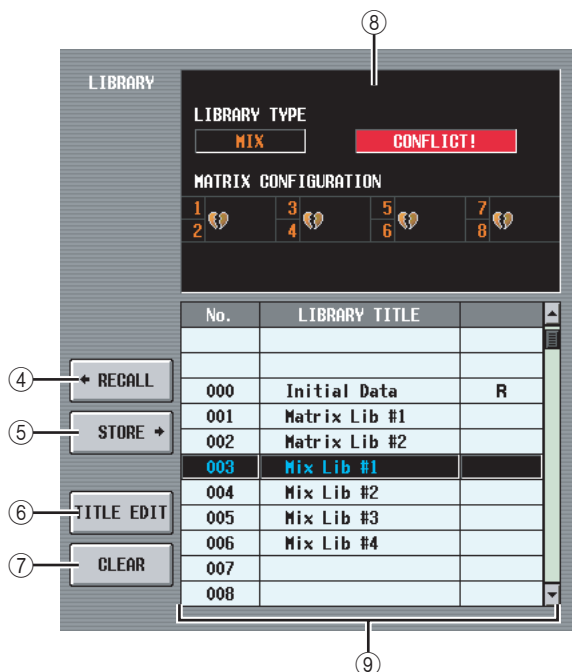 ⑧
LIBRARY
LIBRARY TYPE
MIX CONFLICT!
MATRIX CONFIGURATION
1 3 5 7
2 4 6 8
No. LIBRARY TITLE
④ ← RECALL
000 Initial Data R
001 Matrix Lib #1
⑤ STORE →
002 Matrix Lib #2
003 Mix Lib #1
004 Mix Lib #2
⑥ TITLE EDIT
005 Mix Lib #3
006 Mix Lib #4
⑦ CLEAR
007
008
⑨